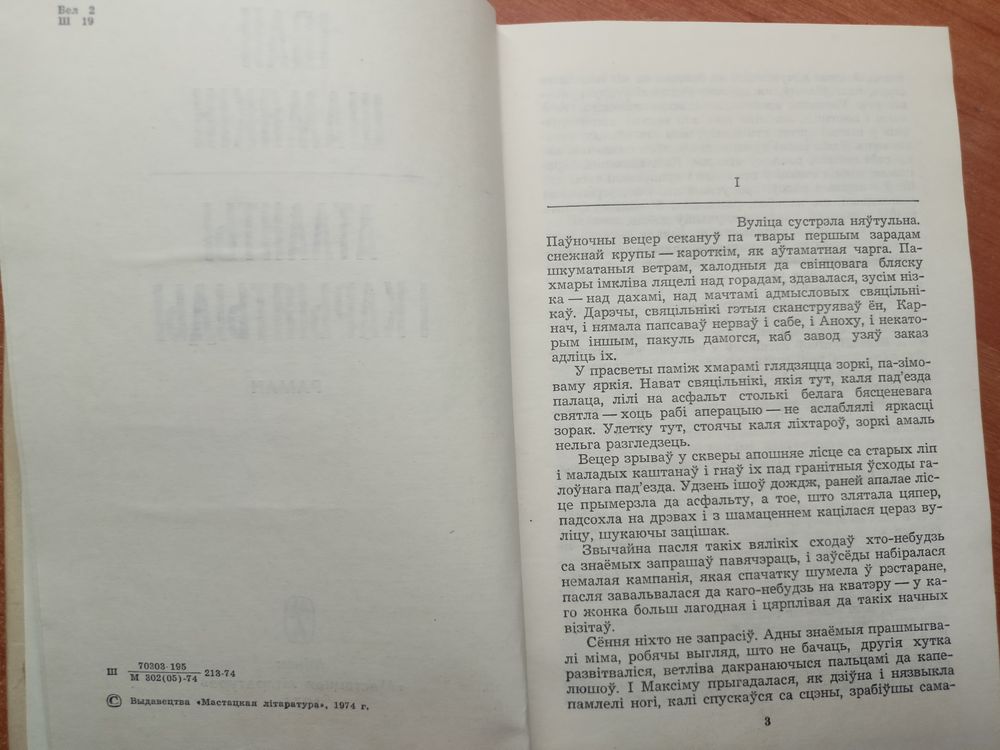 Бел 2
Ш 19
Ш 70303-195
М 302(05)-74 213-74
© Выдавецтва «Мастацкая літаратура», 1974 г.
I
Вуліца сустрэла няўтульна.
Паўночны вецер секануў па твары першым зарадам
снежнай крупы — кароткім, як аўтаматная чарга. Па-
шкуматаныя ветрам, халодныя да свінцовага бляску
хмары імкліва ляцелі над горадам, здавалася, зусім нізка-
ка — над дахамі, над мачтамі адмысловых свяцільні-
каў. Дарэчы, свяцільнікі гэтыя сканструяваў ён, Кар-
нач, і нямала папсаваў нерваў і сабе, і Аноху, і некато-
рым іншым, пакуль дамогся, каб завод узяў заказ
адліць іх.
У прасветы паміж хмарамі глядзяцца зоркі, па-зімо-
ваму яркія. Нават свяцільнікі, якія тут, каля пад'езда
палаца, лілі на асфальт столькі белага бясценевага
святла — хоць рабі аперацыю — не аслаблялі яркасці
зорак. Улетку тут, стоячы каля ліхтароў, зоркі амаль
нельга разгледзець.
Вецер зрываў у скверы апошняе лісце са старых ліп
і маладых каштанаў і гнаў іх пад гранітныя ўсходы га-
лоўнага пад'езда. Удзень ішоў дождж, раней апалае ліс-
це прымерзла да асфальту, а тое, што злятала цяпер,
падсохла на дрэвах і з шамаценнем кацілася цераз ву-
ліцу, шукаючы зацішак.
Звычайна пасля такіх вялікіх сходаў хто-небудзь
са знаёмых запрашаў павячэраць, і заўсёды набіралася
немалая кампанія, якая спачатку шумела ў рэстаране,
пасля завальвалася да каго-небудзь на кватэру — у ка-
го жонка больш лагодная і цярплівая да такіх начных
візітаў.
Сёння ніхто не запрасіў. Адны знаёмыя прашмыгва-
лі міма, робячы выгляд, што не бачаць, другія хутка
развітваліся, ветліва дакранаючыся пальцамі да капе-
люшоў. І Максіму прыгадалася, як дзіўна і нязвыкла
памлелі ногі, калі спускаўся са сцэны, зрабіўшы сама-
3